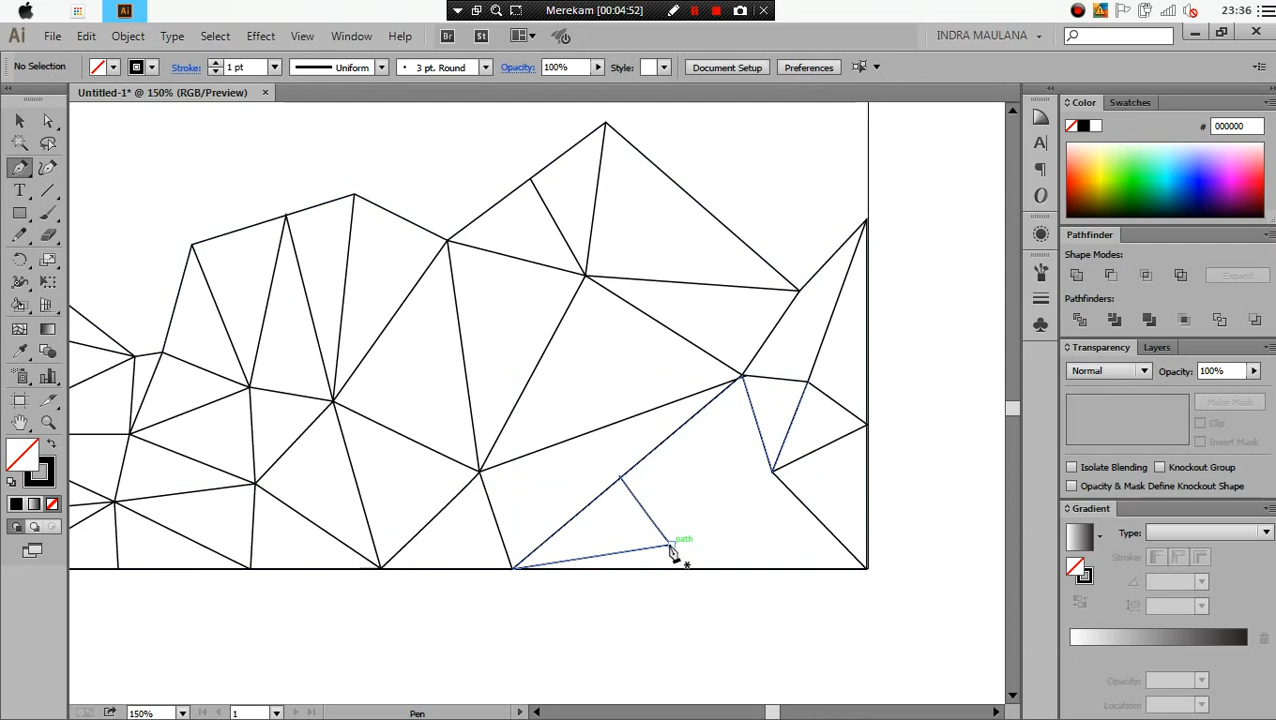 Merekam [00:04:52]
23:36
Ai
Ai File Edit Object Type Select Effect View Window Help Br St INDRA MAULANA
No Selection Stroke: 1 pt Uniform 3 pt. Round Opacity: 100% Style: Document Setup Preferences
Untitled-1* @ 150% (RGB/Preview)
Color Swatches
# 000000
Pathfinder
Shape Modes:
Expand
Pathfinders:
Transparency Layers
Normal Opacity: 100%
Make Mask
Clip
Invert Mask
Isolate Blending Knockout Group
Opacity & Mask Define Knockout Shape
Gradient
Type:
Stroke:
Opacity:
Location:
path
150% 1 Pen